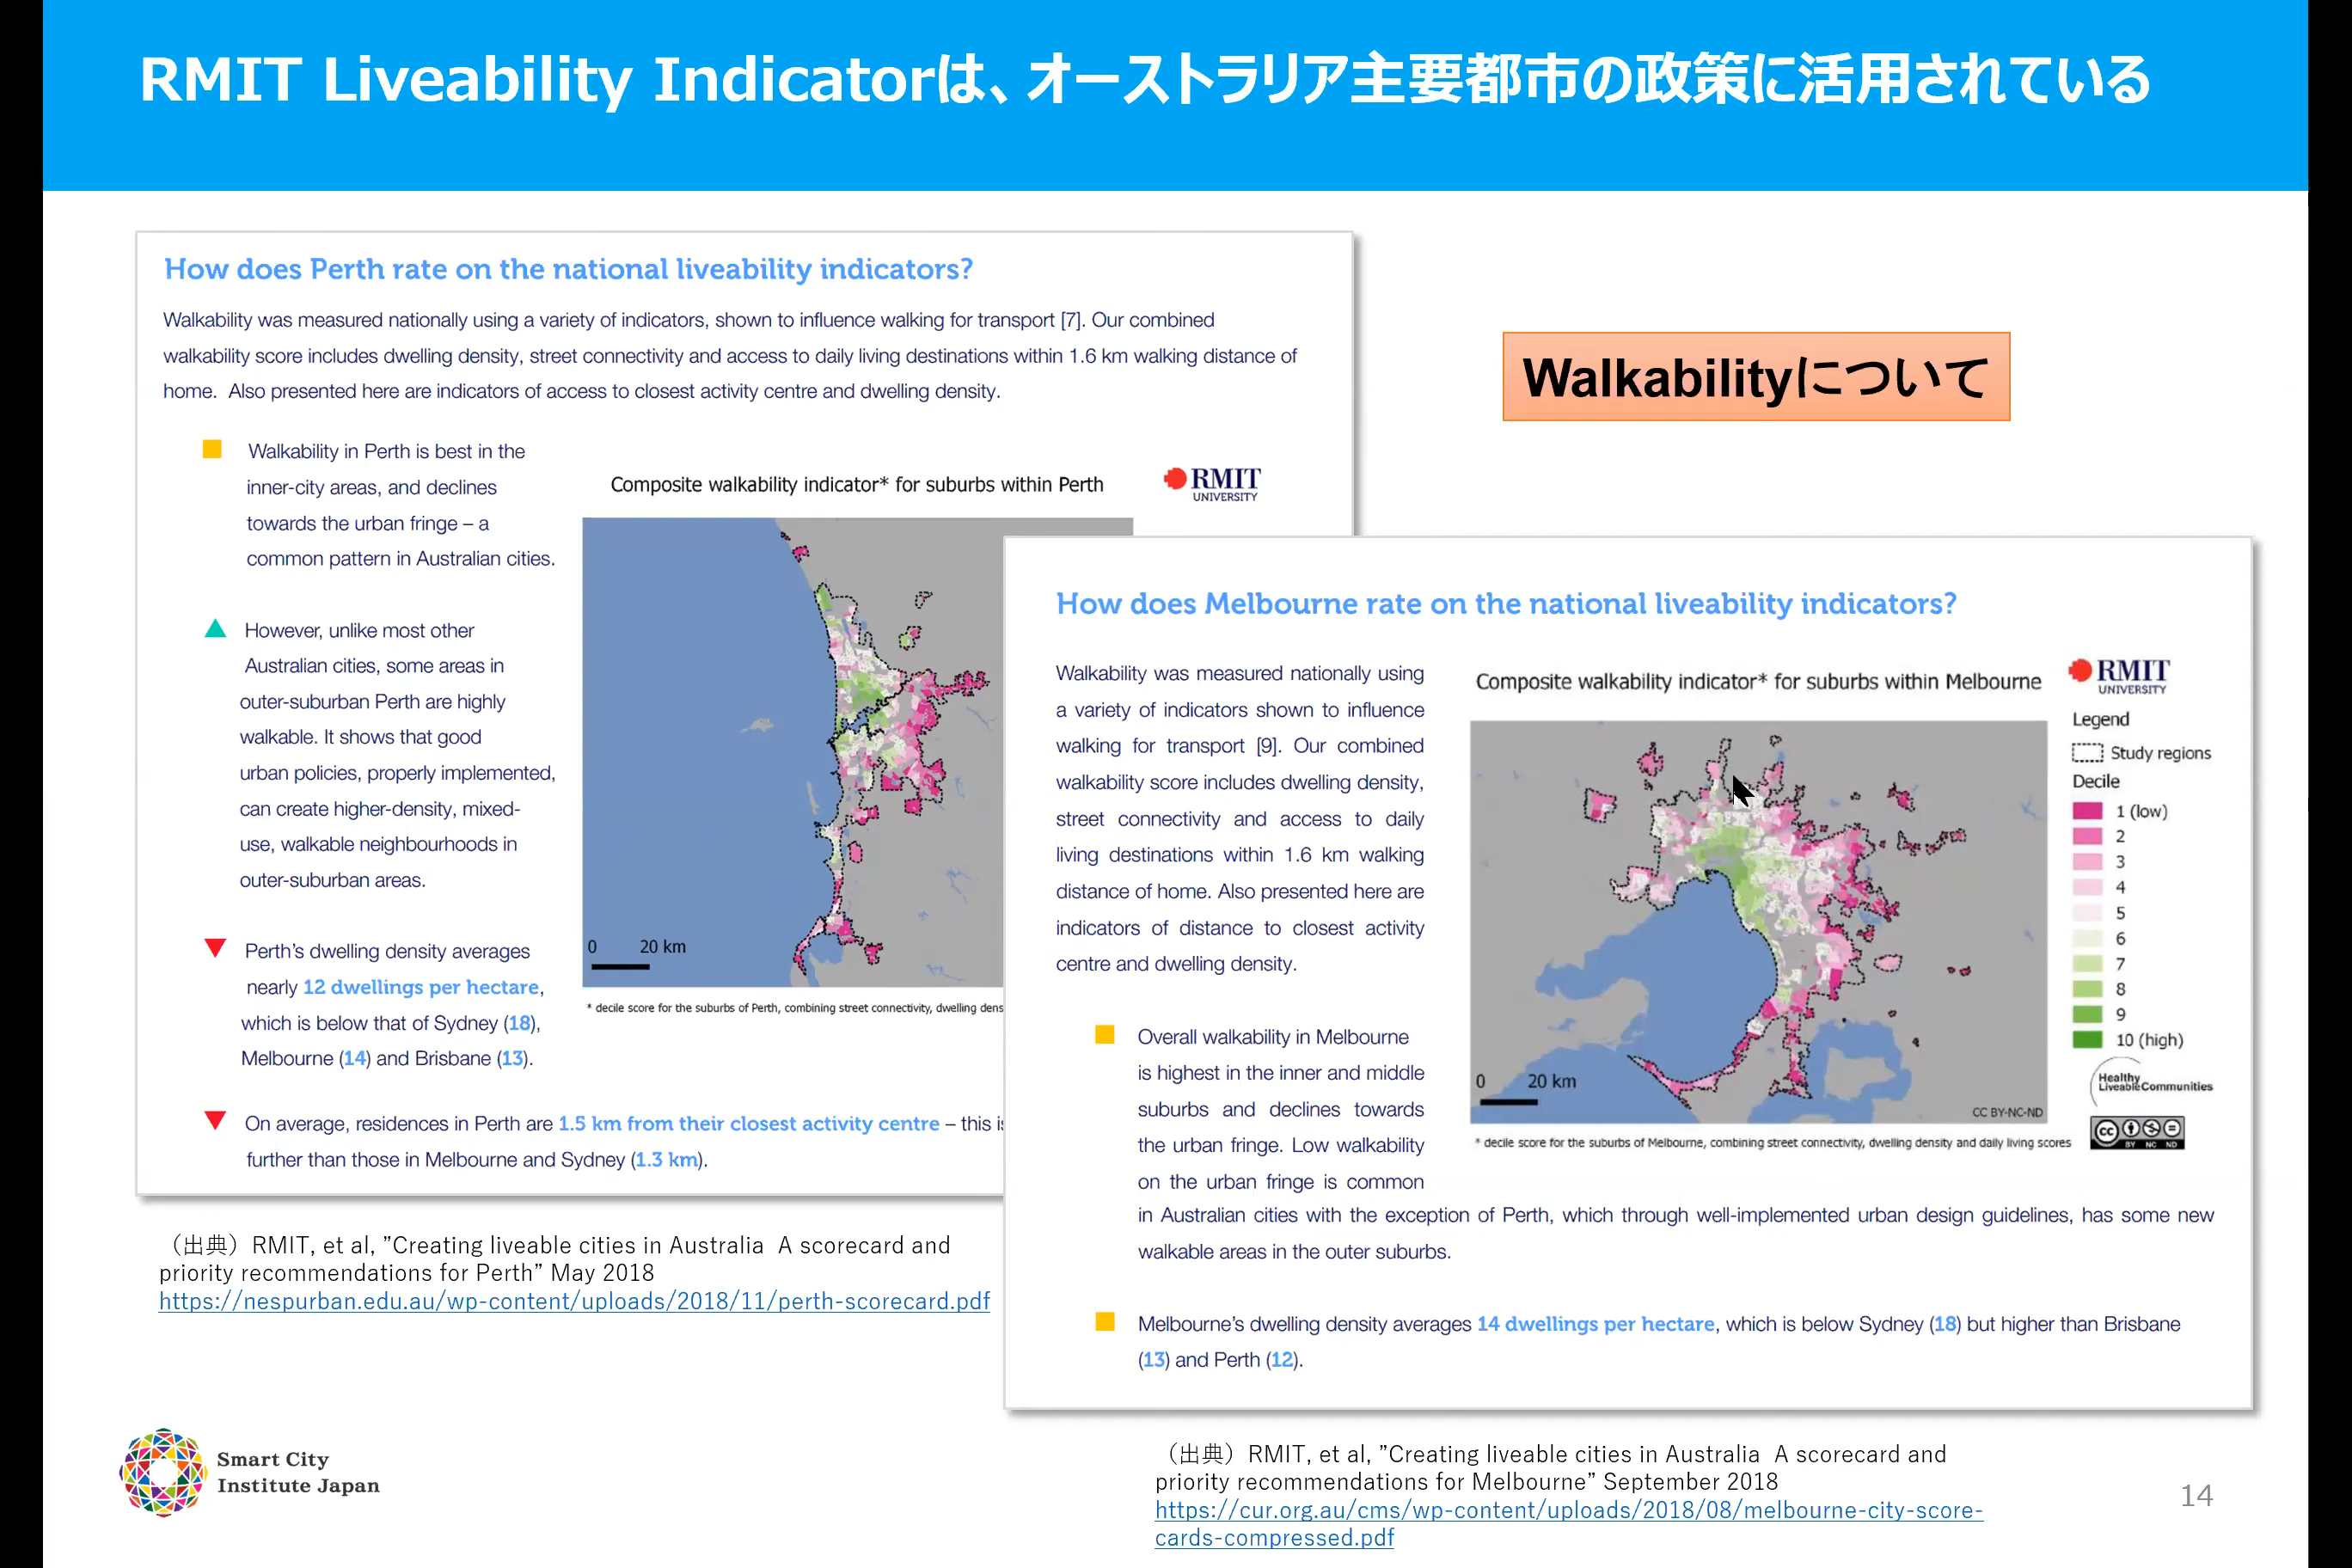 RMIT Liveability Indicatorは、オーストラリア主要都市の政策に活用されている
How does Perth rate on the national liveability indicators?
Walkability was measured nationally using a variety of indicators, shown to influence walking for transport [7]. Our combined
walkability score includes dwelling density, street connectivity and access to daily living destinations within 1.6 km walking distance of
home. Also presented here are indicators of access to closest activity centre and dwelling density.
Walkabilityについて
Walkability in Perth is best in the
inner-city areas, and declines
towards the urban fringe – a
common pattern in Australian cities.
However, unlike most other
Australian cities, some areas in
outer-suburban Perth are highly
walkable. It shows that good
urban policies, properly implemented,
can create higher-density, mixed-
use, walkable neighbourhoods in
outer-suburban areas.
Perth's dwelling density averages
nearly 12 dwellings per hectare,
which is below that of Sydney (18),
Melbourne (14) and Brisbane (13).
On average, residences in Perth are 1.5 km from their closest activity centre – this is
further than those in Melbourne and Sydney (1.3 km).
Composite walkability indicator* for suburbs within Perth
RMIT
UNIVERSITY
0 20 km
* decile score for the suburbs of Perth, combining street connectivity, dwelling dens
（出典）RMIT, et al, ”Creating liveable cities in Australia A scorecard and
priority recommendations for Perth” May 2018
https://nespurban.edu.au/wp-content/uploads/2018/11/perth-scorecard.pdf
How does Melbourne rate on the national liveability indicators?
Walkability was measured nationally using
a variety of indicators shown to influence
walking for transport [9]. Our combined
walkability score includes dwelling density,
street connectivity and access to daily
living destinations within 1.6 km walking
distance of home. Also presented here are
indicators of distance to closest activity
centre and dwelling density.
Overall walkability in Melbourne
is highest in the inner and middle
suburbs and declines towards
the urban fringe. Low walkability
on the urban fringe is common
in Australian cities with the exception of Perth, which through well-implemented urban design guidelines, has some new
walkable areas in the outer suburbs.
Melbourne's dwelling density averages 14 dwellings per hectare, which is below Sydney (18) but higher than Brisbane
(13) and Perth (12).
Composite walkability indicator* for suburbs within Melbourne
RMIT
UNIVERSITY
Legend
Study regions
Decile
1 (low)
2
3
4
5
6
7
8
9
10 (high)
Healthy
LiveableCommunities
cc BY NC ND
0 20 km
CC BY-NC-ND
* decile score for the suburbs of Melbourne, combining street connectivity, dwelling density and daily living scores
（出典）RMIT, et al, ”Creating liveable cities in Australia A scorecard and
priority recommendations for Melbourne” September 2018
https://cur.org.au/cms/wp-content/uploads/2018/08/melbourne-city-score-
cards-compressed.pdf
Smart City
Institute Japan
14